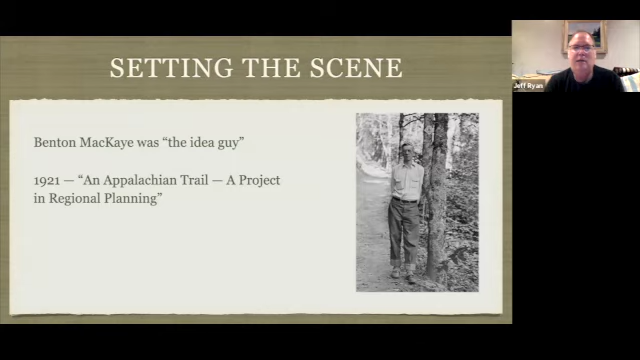 SETTING THE SCENE
Benton MacKaye was “the idea guy”
1921 — “An Appalachian Trail — A Project
in Regional Planning”
Jeff Ryan